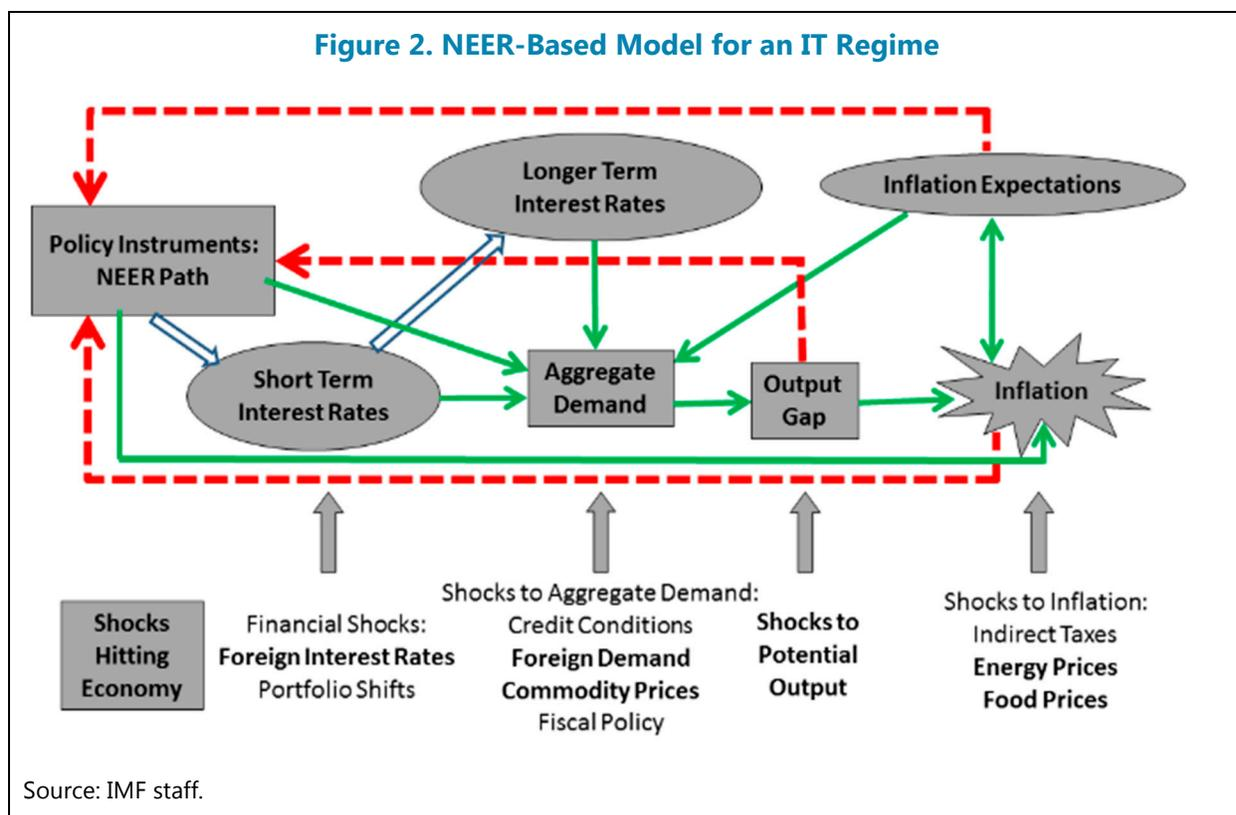 Figure 2. NEER-Based Model for an IT Regime
Longer Term
Interest Rates
Inflation Expectations
Policy Instruments:
NEER Path
Short Term
Interest Rates
Aggregate
Demand
Output
Gap
Inflation
Shocks
Hitting
Economy
Financial Shocks:
Foreign Interest Rates
Portfolio Shifts
Shocks to Aggregate Demand:
Credit Conditions
Foreign Demand
Commodity Prices
Fiscal Policy
Shocks to
Potential
Output
Shocks to Inflation:
Indirect Taxes
Energy Prices
Food Prices
Source: IMF staff.